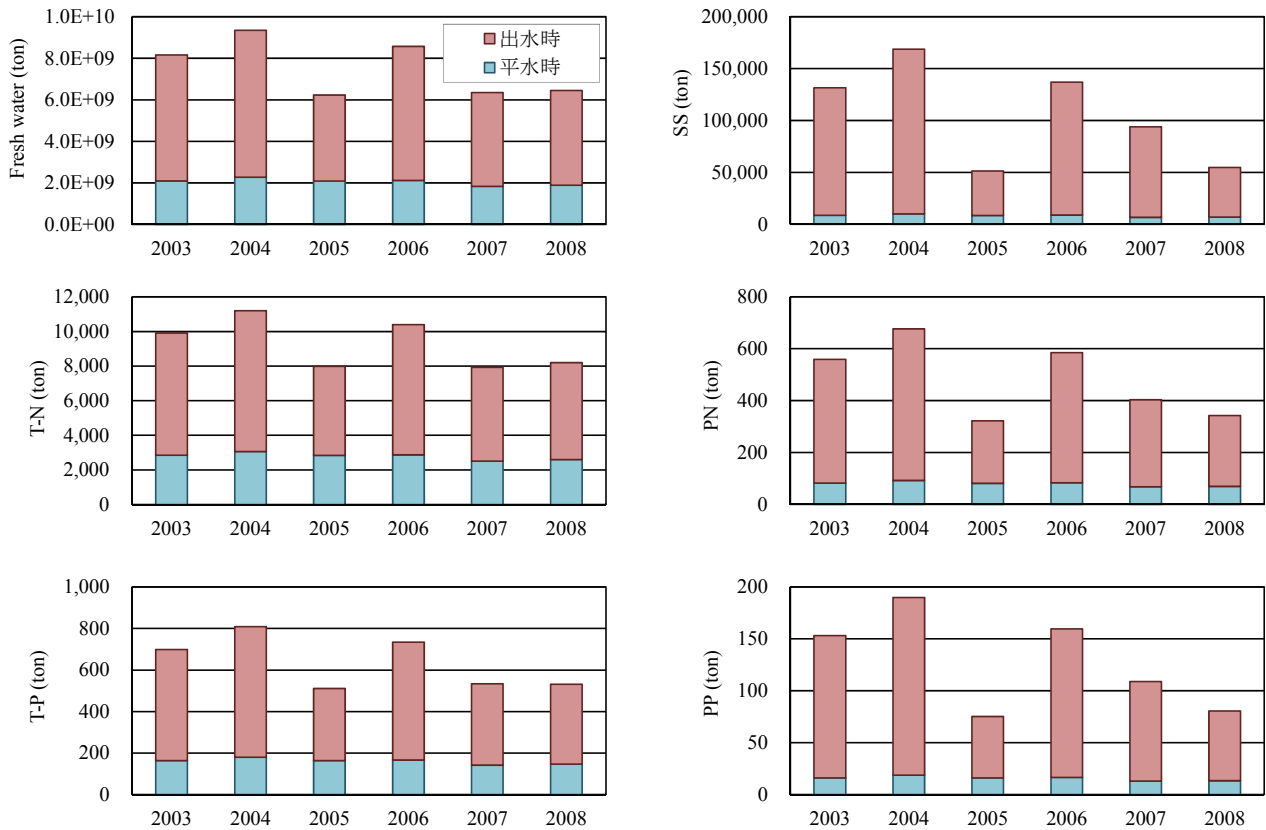 Fresh water (ton)
1.0E+10
8.0E+09
6.0E+09
4.0E+09
2.0E+09
0.0E+00
出水時
平水時
2003 2004 2005 2006 2007 2008
SS (ton)
200,000
150,000
100,000
50,000
0
2003 2004 2005 2006 2007 2008
T-N (ton)
12,000
10,000
8,000
6,000
4,000
2,000
0
2003 2004 2005 2006 2007 2008
PN (ton)
800
600
400
200
0
2003 2004 2005 2006 2007 2008
T-P (ton)
1,000
800
600
400
200
0
2003 2004 2005 2006 2007 2008
PP (ton)
200
150
100
50
0
2003 2004 2005 2006 2007 2008